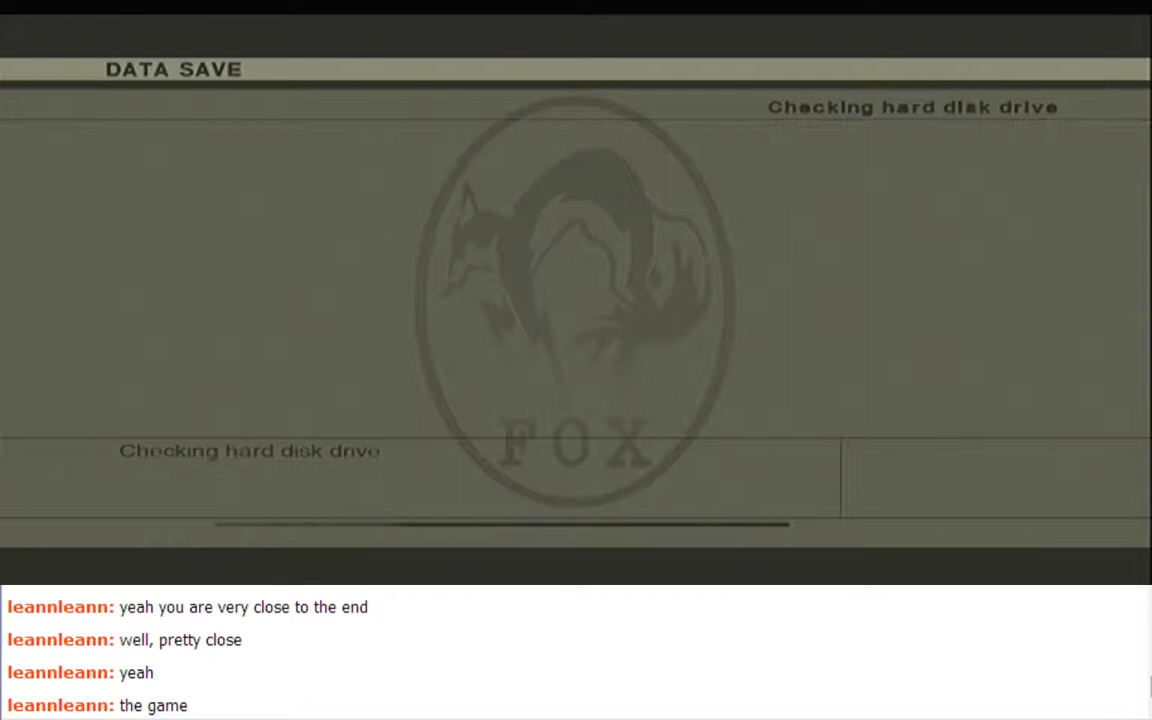 DATA SAVE
Checking hard disk drive
FOX
Checking hard disk drive
leannleann: yeah you are very close to the end
leannleann: well, pretty close
leannleann: yeah
leannleann: the game